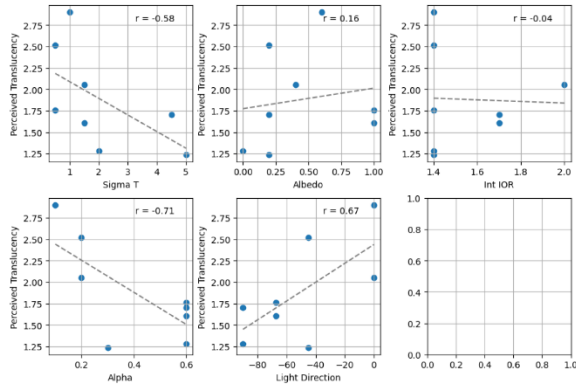 r = -0.58
Perceived Translucency
2.75
2.50
2.25
2.00
1.75
1.50
1.25
1 2 3 4 5
Sigma T
r = 0.16
Perceived Translucency
2.75
2.50
2.25
2.00
1.75
1.50
1.25
0.00 0.25 0.50 0.75 1.00
Albedo
r = -0.04
Perceived Translucency
2.75
2.50
2.25
2.00
1.75
1.50
1.25
1.4 1.6 1.8 2.0
Int IOR
r = -0.71
Perceived Translucency
2.75
2.50
2.25
2.00
1.75
1.50
1.25
0.2 0.4 0.6
Alpha
r = 0.67
Perceived Translucency
2.75
2.50
2.25
2.00
1.75
1.50
1.25
−80 −60 −40 −20 0
Light Direction
1.0
0.8
0.6
0.4
0.2
0.0
0.0 0.2 0.4 0.6 0.8 1.0